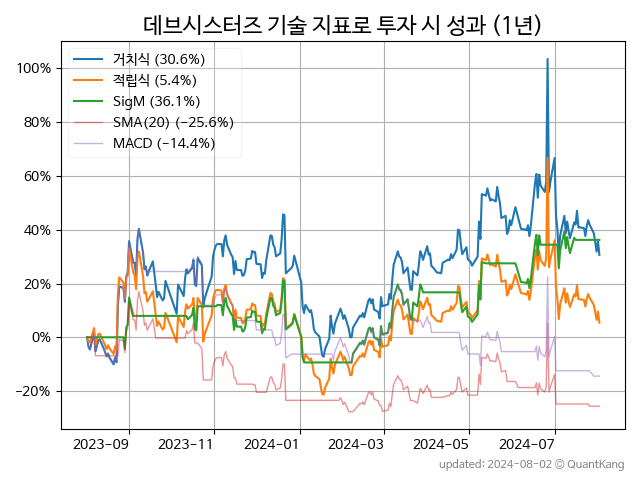 데브시스터즈 기술 지표로 투자 시 성과 (1년)
거치식 (30.6%)
적립식 (5.4%)
SigM (36.1%)
SMA(20) (−25.6%)
MACD (−14.4%)
100%
80%
60%
40%
20%
0%
−20%
2023-09 2023-11 2024-01 2024-03 2024-05 2024-07
updated: 2024-08-02 © QuantKang